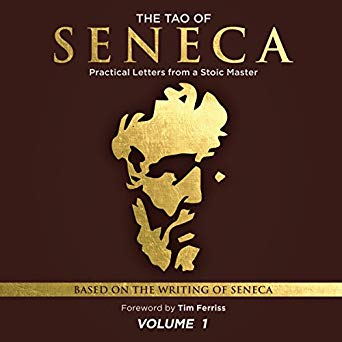 THE TAO OF
SENECA
Practical Letters from a Stoic Master
BASED ON THE WRITING OF SENECA
Foreword by Tim Ferriss
VOLUME 1